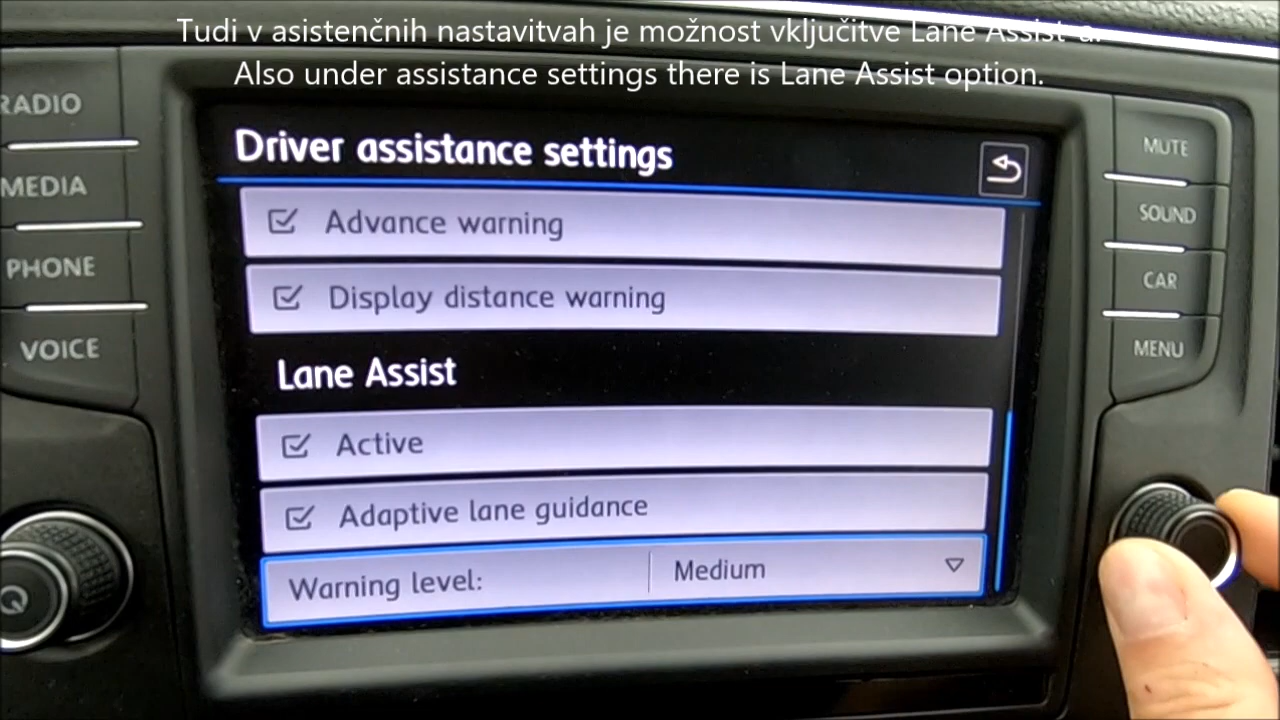 Tudi v asistenčnih nastavitvah je možnost vključitve Lane Assist-a.
Also under assistance settings there is Lane Assist option.
RADIO
MEDIA
PHONE
VOICE
Driver assistance settings
Advance warning
Display distance warning
Lane Assist
Active
Adaptive lane guidance
Warning level: Medium
MUTE
SOUND
CAR
MENU